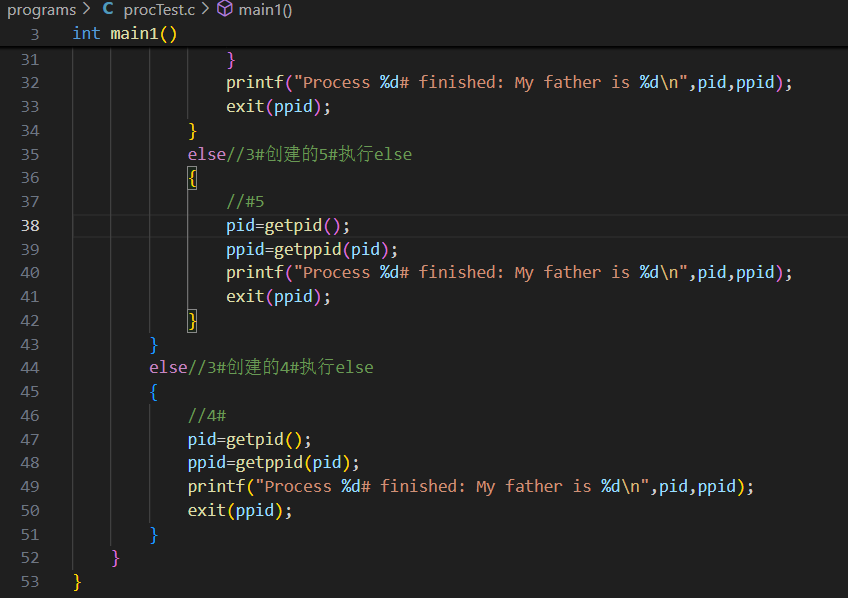 programs > C procTest.c > main1()
3 int main1()
31 }
32 printf("Process %d# finished: My father is %d\n",pid,ppid);
33 exit(ppid);
34 }
35 else//3#创建的5#执行else
36 {
37 //#5
38 pid=getpid();
39 ppid=getppid(pid);
40 printf("Process %d# finished: My father is %d\n",pid,ppid);
41 exit(ppid);
42 }
43 }
44 else//3#创建的4#执行else
45 {
46 //4#
47 pid=getpid();
48 ppid=getppid(pid);
49 printf("Process %d# finished: My father is %d\n",pid,ppid);
50 exit(ppid);
51 }
52 }
53 }